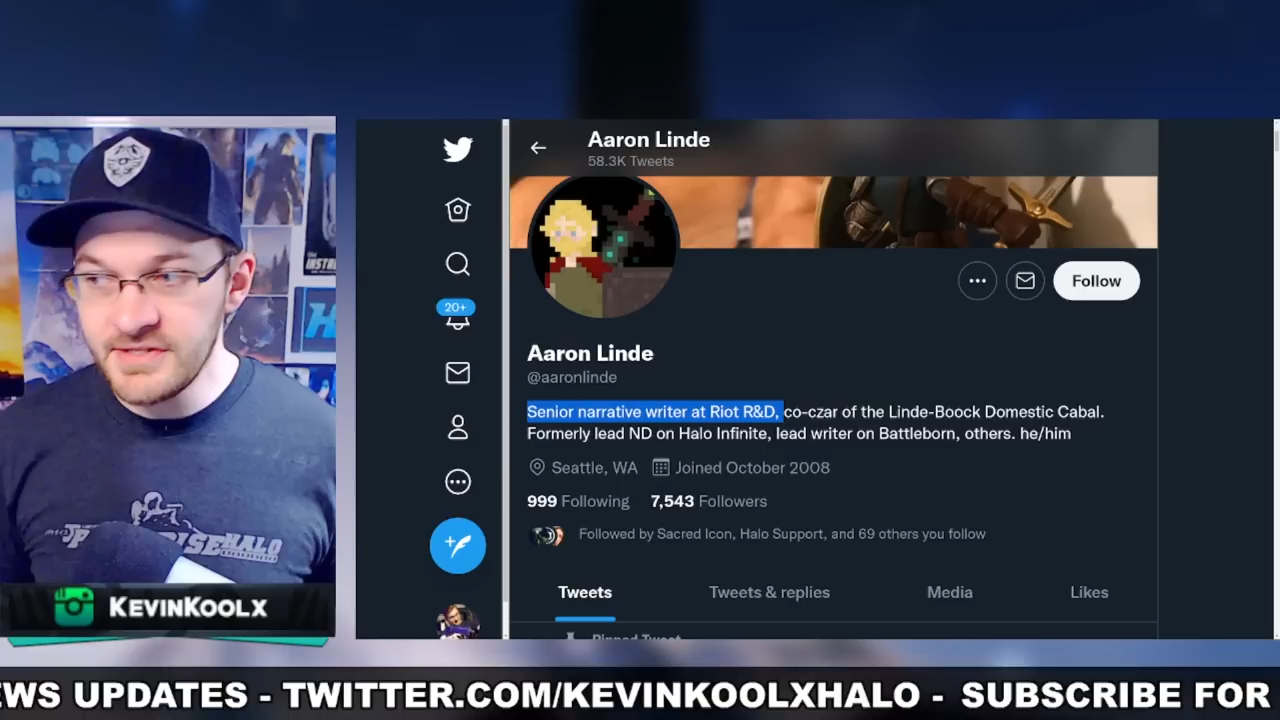 Aaron Linde
58.3K Tweets
20+
Follow
Aaron Linde
@aaronlinde
Senior narrative writer at Riot R&D, co-czar of the Linde-Boock Domestic Cabal.
Formerly lead ND on Halo Infinite, lead writer on Battleborn, others. he/him
Seattle, WA Joined October 2008
999 Following 7,543 Followers
Followed by Sacred Icon, Halo Support, and 69 others you follow
Tweets Tweets & replies Media Likes
Pinned Tweet
HALO
KEVINKOOLX
EWS UPDATES - TWITTER.COM/KEVINKOOLXHALO - SUBSCRIBE FOR